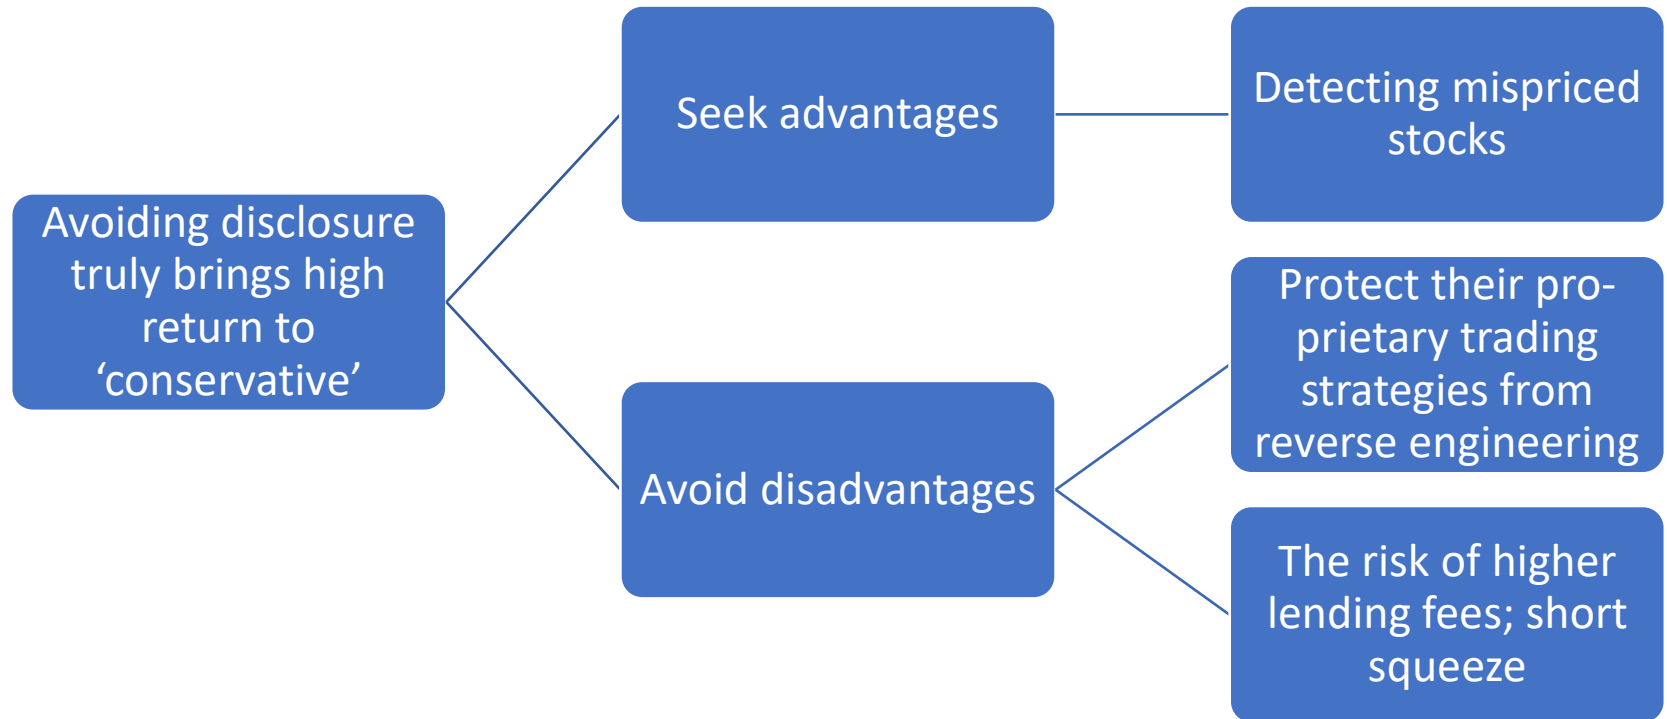 Avoiding disclosure
truly brings high
return to
‘conservative’
Seek advantages
Detecting mispriced
stocks
Avoid disadvantages
Protect their pro-
prietary trading
strategies from
reverse engineering
The risk of higher
lending fees; short
squeeze